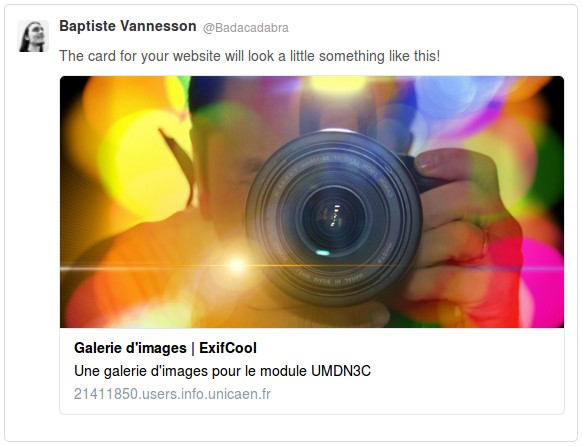 Baptiste Vannesson @Badacadabra
The card for your website will look a little something like this!
Galerie d'images | ExifCool
Une galerie d'images pour le module UMDN3C
21411850.users.info.unicaen.fr